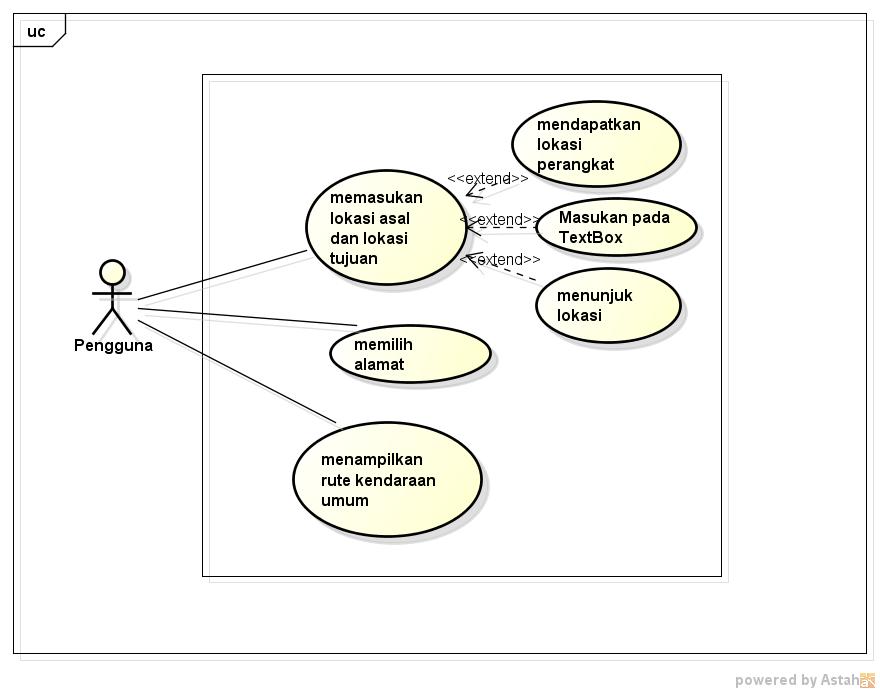 uc
mendapatkan
lokasi
perangkat
<<extend>>
memasukan
lokasi asal
dan lokasi
tujuan
<<extend>>
Masukan pada
TextBox
<<extend>>
menunjuk
lokasi
Pengguna
memilih
alamat
menampilkan
rute kendaraan
umum
powered by Astah